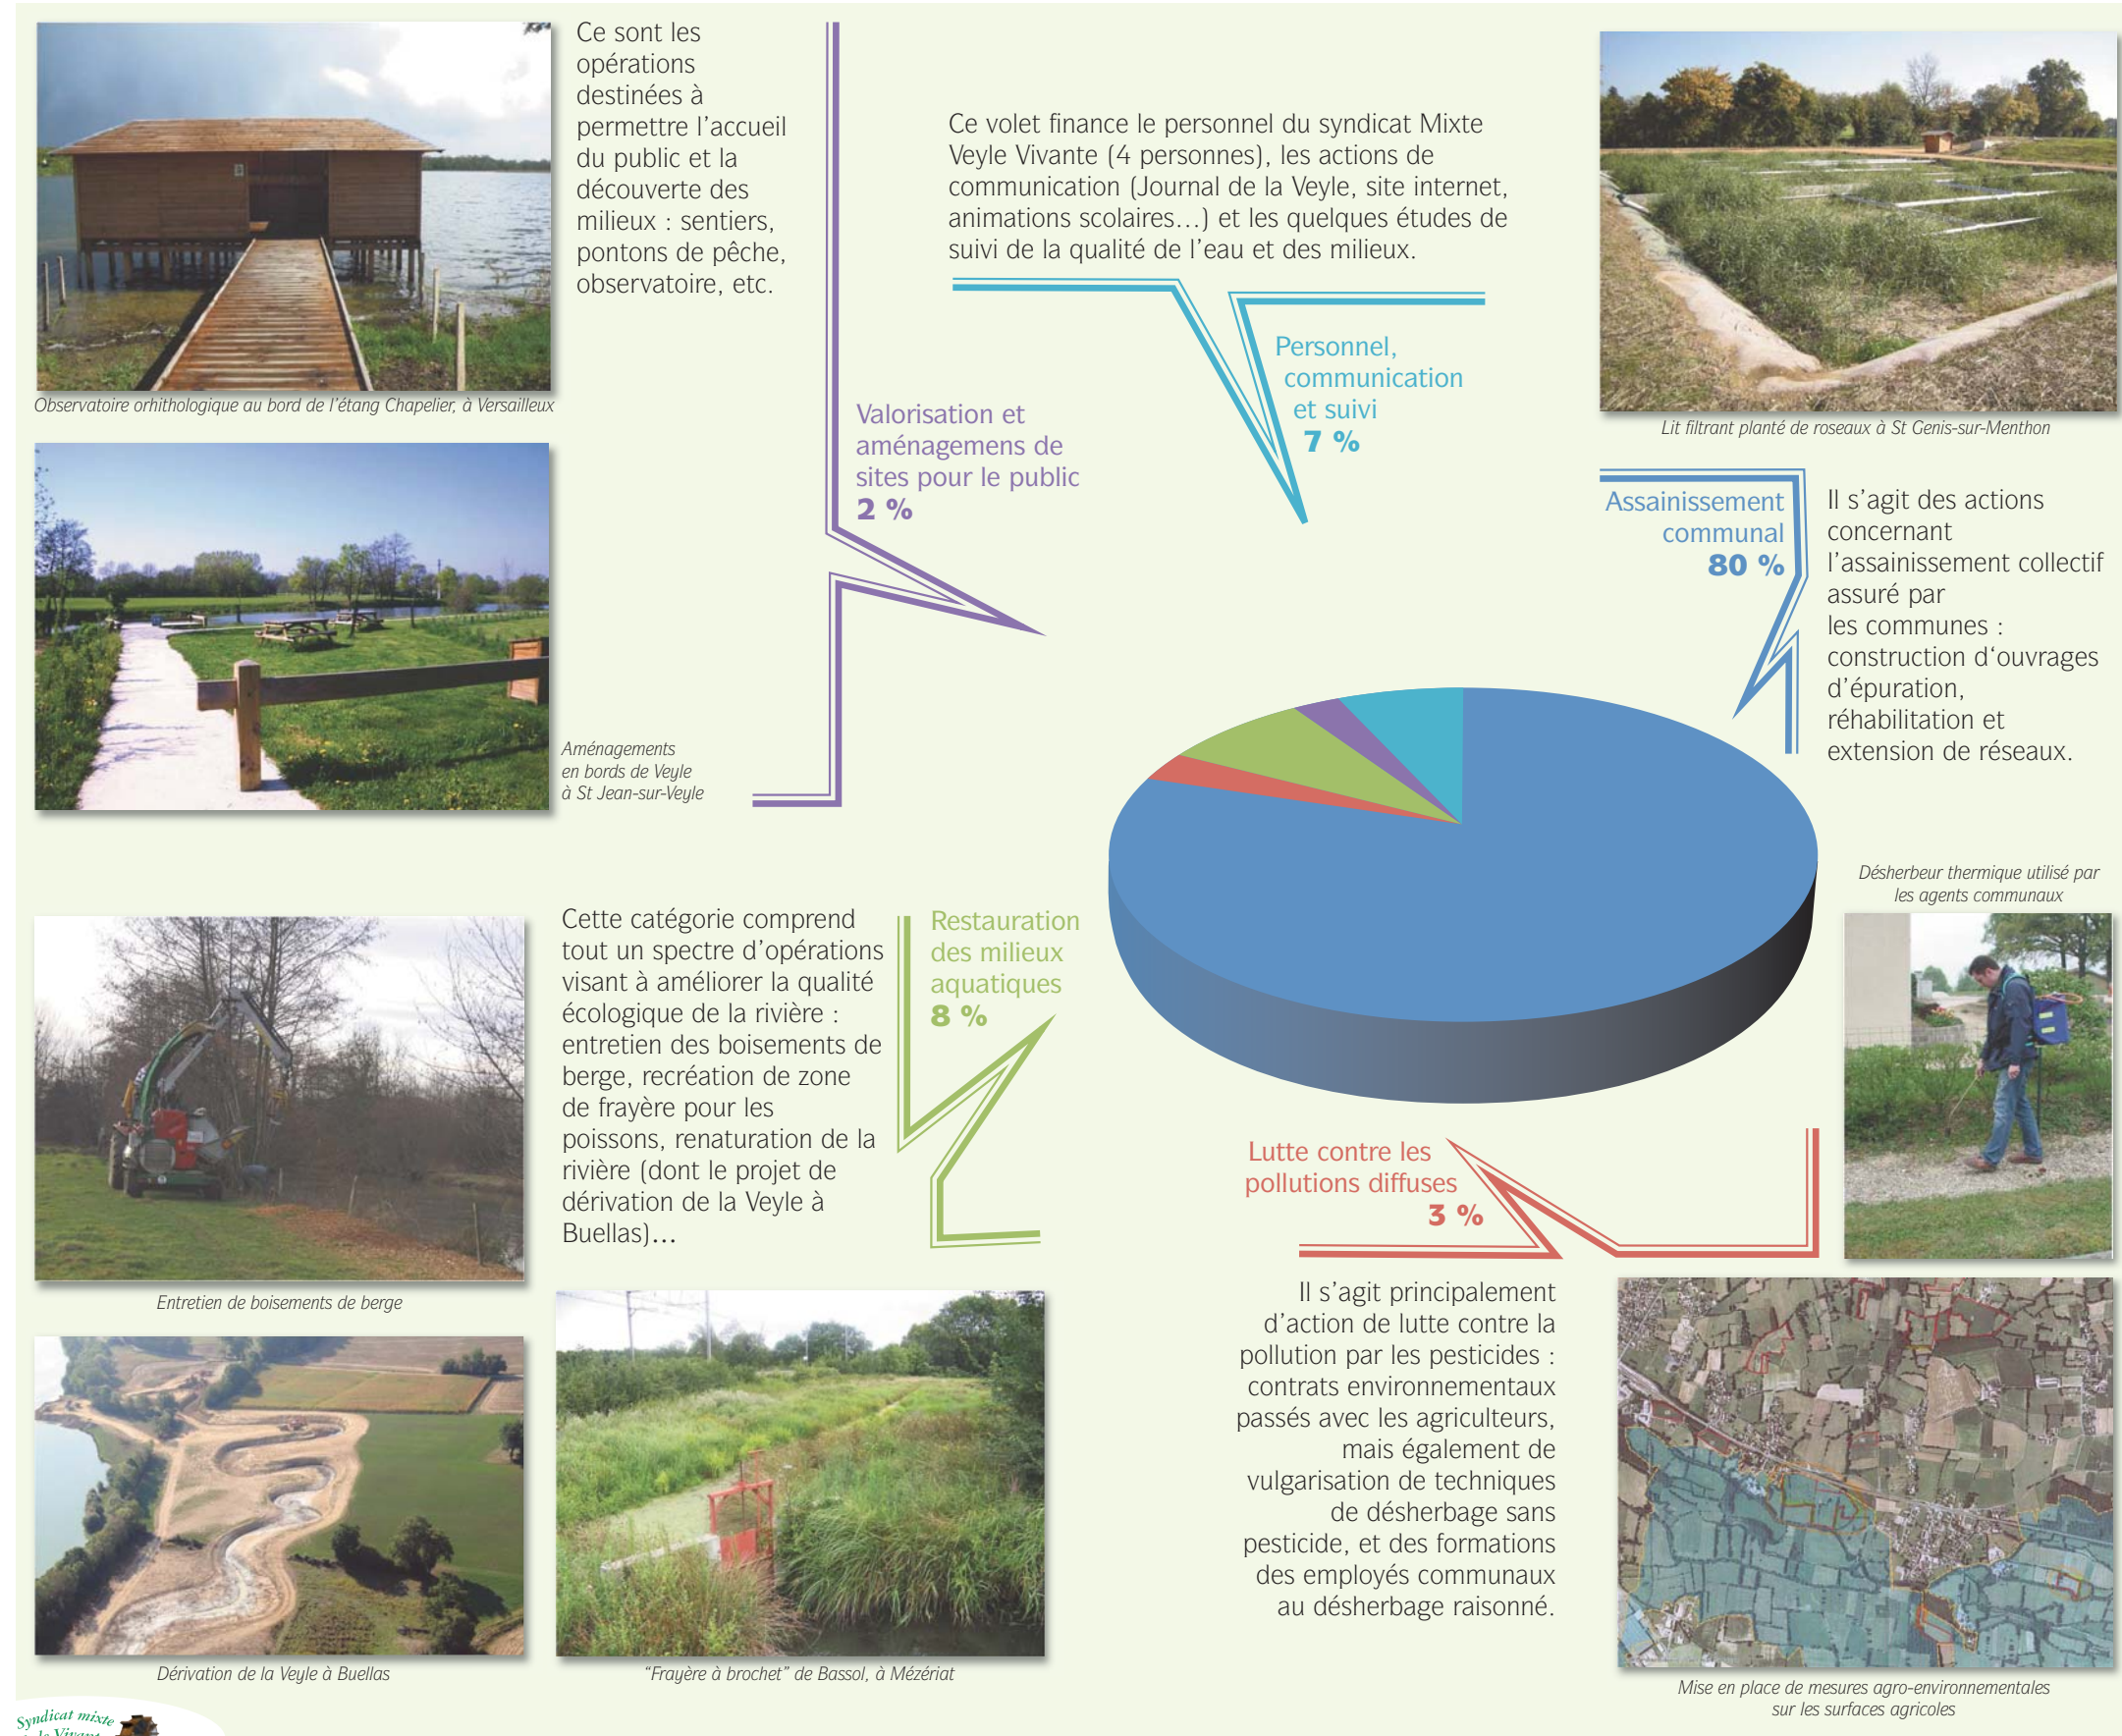 Ce sont les
opérations
destinées à
permettre l'accueil
du public et la
découverte des
milieux : sentiers,
pontons de pêche,
observatoire, etc.
Observatoire orhithologique au bord de l'étang Chapelier, à Versailleux
Aménagements
en bords de Veyle
à St Jean-sur-Veyle
Valorisation et
aménagemens de
sites pour le public
2 %
Ce volet finance le personnel du syndicat Mixte
Veyle Vivante (4 personnes), les actions de
communication (Journal de la Veyle, site internet,
animations scolaires...) et les quelques études de
suivi de la qualité de l'eau et des milieux.
Personnel,
communication
et suivi
7 %
Lit filtrant planté de roseaux à St Genis-sur-Menthon
Assainissement
communal
80 %
Il s'agit des actions
concernant
l'assainissement collectif
assuré par
les communes :
construction d‘ouvrages
d'épuration,
réhabilitation et
extension de réseaux.
Cette catégorie comprend
tout un spectre d'opérations
visant à améliorer la qualité
écologique de la rivière :
entretien des boisements de
berge, recréation de zone
de frayère pour les
poissons, renaturation de la
rivière (dont le projet de
dérivation de la Veyle à
Buellas)...
Restauration
des milieux
aquatiques
8 %
Entretien de boisements de berge
Dérivation de la Veyle à Buellas
“Frayère à brochet” de Bassol, à Mézériat
Désherbeur thermique utilisé par
les agents communaux
Lutte contre les
pollutions diffuses
3 %
Il s'agit principalement
d'action de lutte contre la
pollution par les pesticides :
contrats environnementaux
passés avec les agriculteurs,
mais également de
vulgarisation de techniques
de désherbage sans
pesticide, et des formations
des employés communaux
au désherbage raisonné.
Mise en place de mesures agro-environnementales
sur les surfaces agricoles
Syndicat mixte